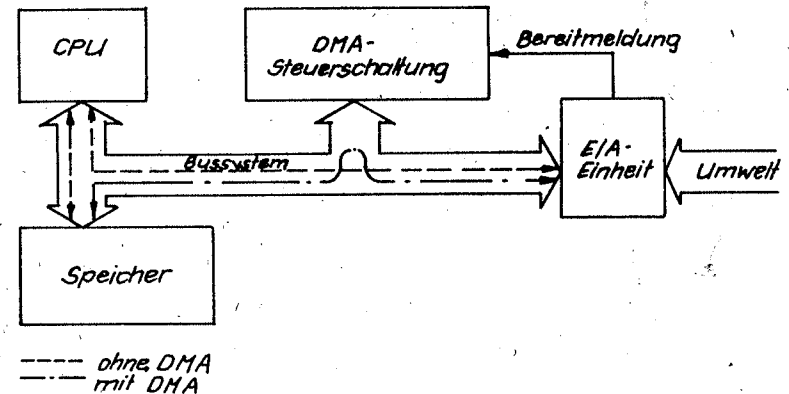 CPU
DMA-
Steuerschaltung
Bereitmeldung
Bussystem
E/A-
Einheit
Umwelt
Speicher
ohne DMA
mit DMA